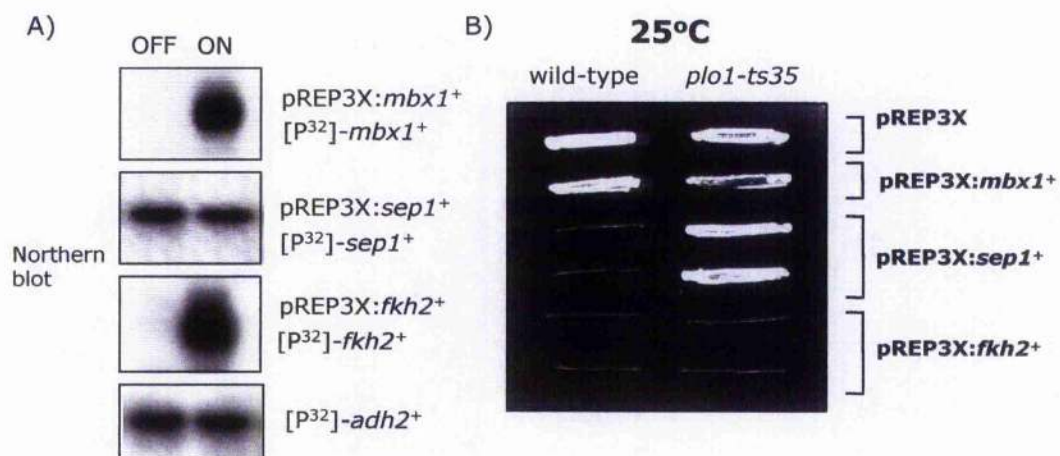 A)
OFF ON
pREP3X:mbx1⁺
[P³²]-mbx1⁺
pREP3X:sep1⁺
[P³²]-sep1⁺
Northern
blot
pREP3X:fkh2⁺
[P³²]-fkh2⁺
[P³²]-adh2⁺
B)
25ºC
wild-type plo1-ts35
pREP3X
pREP3X:mbx1⁺
pREP3X:sep1⁺
pREP3X:fkh2⁺